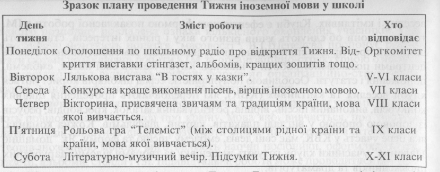 Зразок плану проведення Тижня іноземної мови у школі
День тижня Зміст роботи Хто відповідає
Понеділок Оголошення по шкільному радіо про відкриття Тижня. Від- Оргкомітет
криття виставки стінгазет, альбомів, кращих зошитів тощо.
Вівторок Лялькова вистава "В гостях у казки". V-VI класи
Середа Конкурс на краще виконання пісень, віршів іноземною мовою. VII класи
Четвер Вікторина, присвячена звичаям та традиціям країни, мова VIII класи
якої вивчається.
П'ятниця Рольова гра "Телеміст" (між столицями рідної країни та IX класи
країни, мова якої вивчається).
Субота Літературно-музичний вечір. Підсумки Тижня. X-XI класи